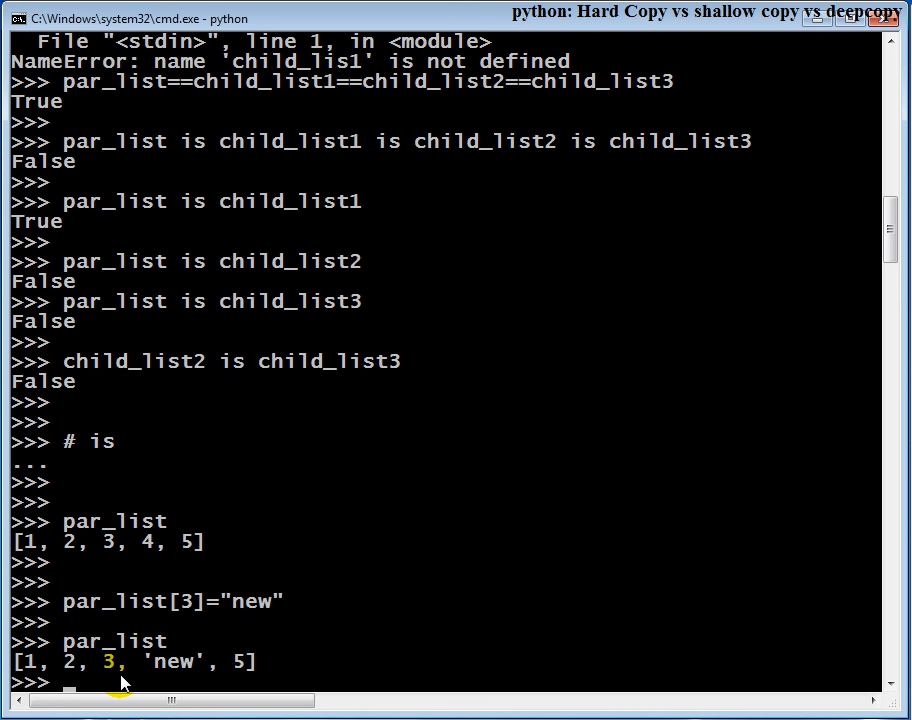 python: Hard Copy vs shallow copy vs deepcopy
C:\Windows\system32\cmd.exe - python
File "<stdin>", line 1, in <module>
NameError: name 'child_lis1' is not defined
>>> par_list==child_list1==child_list2==child_list3
True
>>>
>>> par_list is child_list1 is child_list2 is child_list3
False
>>>
>>> par_list is child_list1
True
>>>
>>> par_list is child_list2
False
>>> par_list is child_list3
False
>>>
>>> child_list2 is child_list3
False
>>>
>>>
>>> # is
...
>>>
>>>
>>> par_list
[1, 2, 3, 4, 5]
>>>
>>>
>>> par_list[3]="new"
>>>
>>> par_list
[1, 2, 3, 'new', 5]
>>> _